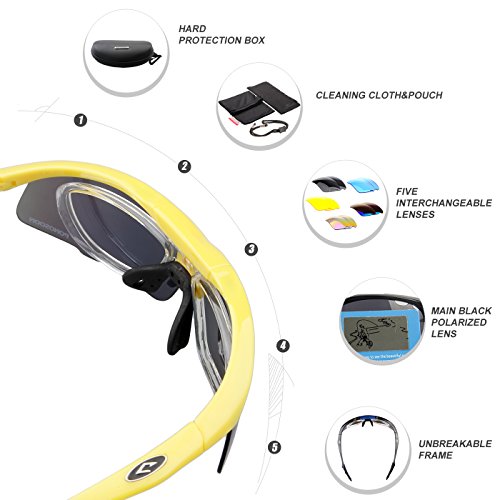 HARD
PROTECTION BOX
1
CLEANING CLOTH&POUCH
2
FIVE
INTERCHANGEABLE
LENSES
3
MAIN BLACK
POLARIZED
LENS
4
UNBREAKABLE
FRAME
5